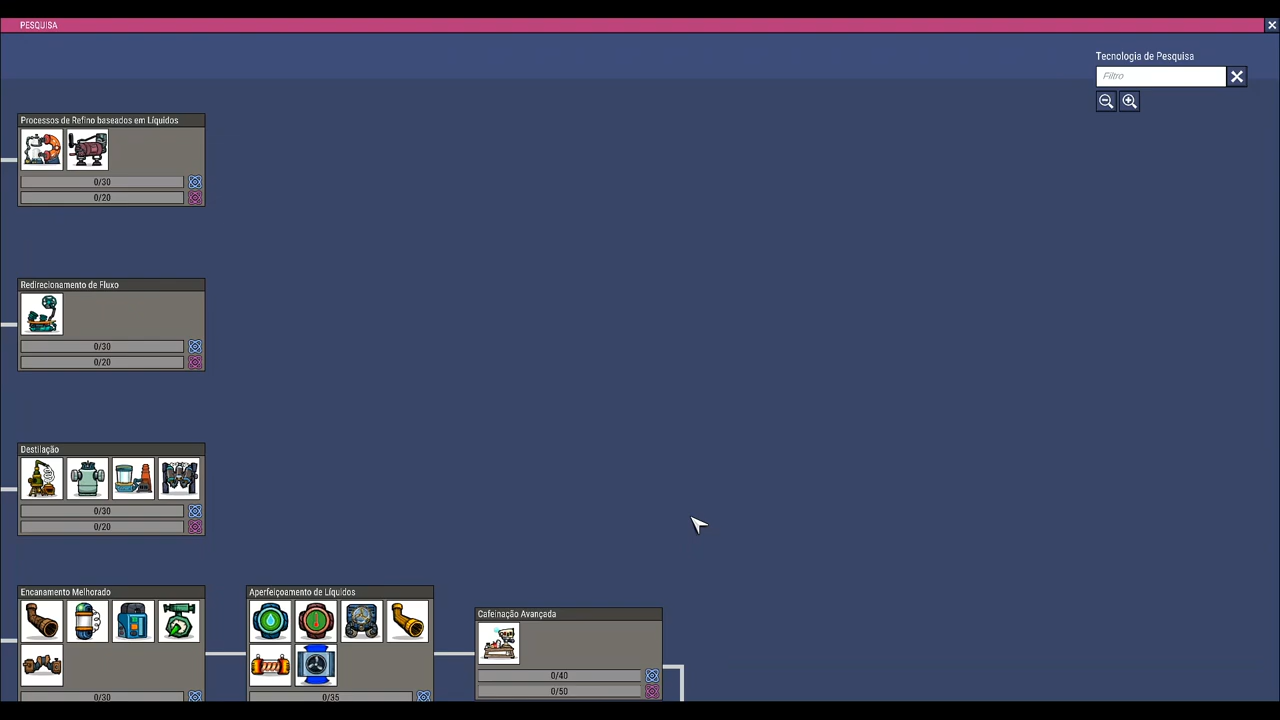 PESQUISA
Tecnologia de Pesquisa
Filtro
Processos de Refino baseados em Líquidos
0/30
0/20
Redirecionamento de Fluxo
0/30
0/20
Destilação
0/30
0/20
Encanamento Melhorado
0/30
Aperfeiçoamento de Líquidos
0/35
Cafeinação Avançada
0/40
0/50